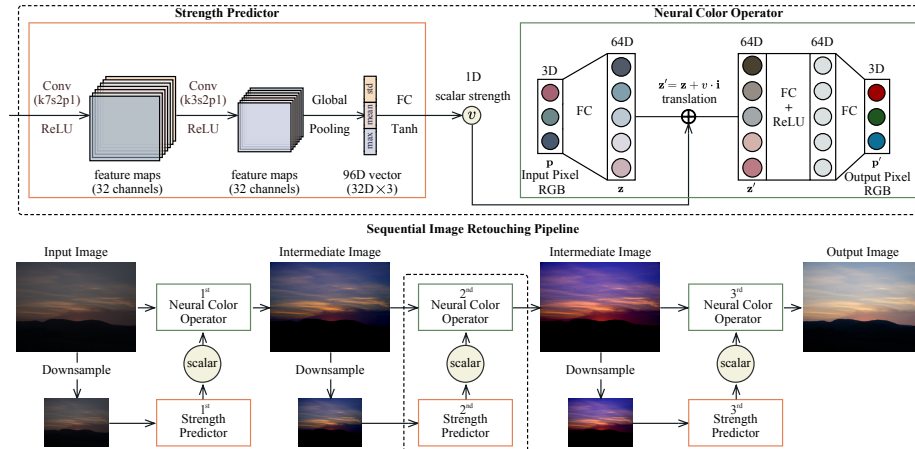 Strength Predictor
Neural Color Operator
Conv
(k7s2p1)
ReLU
Conv
(k3s2p1)
ReLU
Global
Pooling
std
mean
max
FC
Tanh
1D
scalar strength
v
feature maps
(32 channels)
feature maps
(32 channels)
96D vector
(32D×3)
3D
FC
64D
z′ = z + v · i
translation
64D
FC
+
ReLU
64D
FC
3D
p
Input Pixel
RGB
z
z′
p′
Output Pixel
RGB
Sequential Image Retouching Pipeline
Input Image
Intermediate Image
Intermediate Image
Output Image
1st
Neural Color
Operator
2nd
Neural Color
Operator
3rd
Neural Color
Operator
scalar
scalar
scalar
Downsample
Downsample
Downsample
1st
Strength
Predictor
2nd
Strength
Predictor
3rd
Strength
Predictor